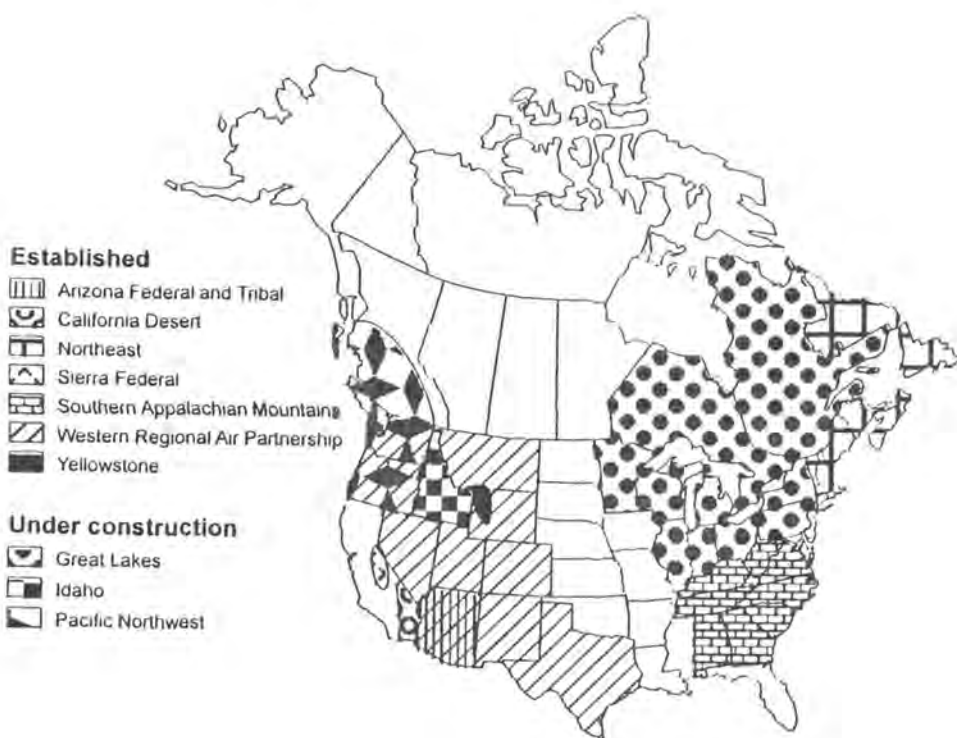 Established
Arizona Federal and Tribal
California Desert
Northeast
Sierra Federal
Southern Appalachian Mountains
Western Regional Air Partnership
Yellowstone
Under construction
Great Lakes
Idaho
Pacific Northwest